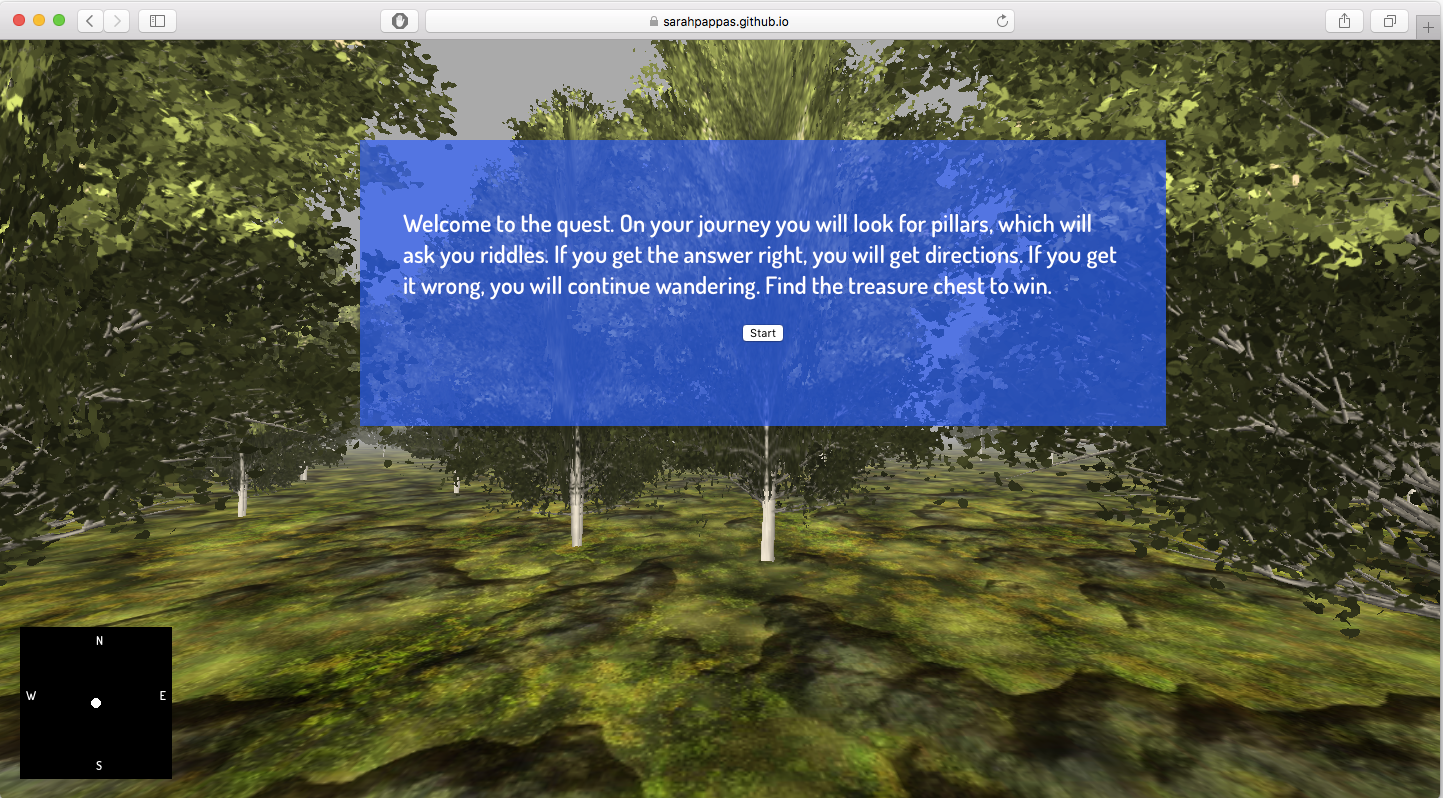 sarahpappas.github.io
Welcome to the quest. On your journey you will look for pillars, which will
ask you riddles. If you get the answer right, you will get directions. If you get
it wrong, you will continue wandering. Find the treasure chest to win.
Start
N
W E
S